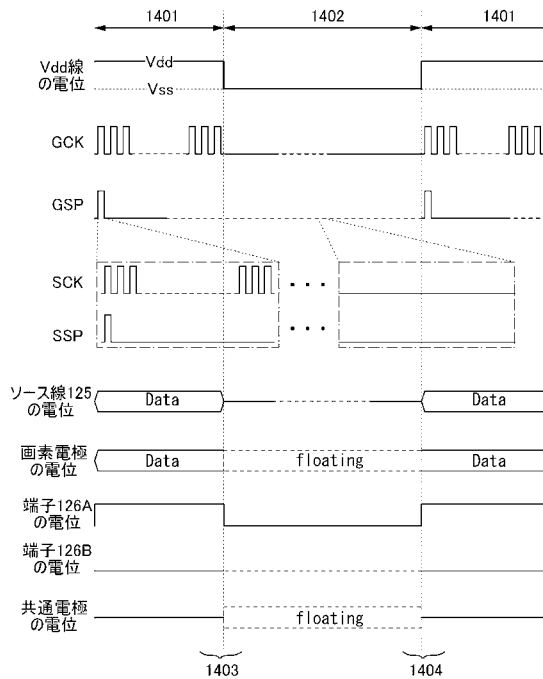 1401 1402 1401
Vdd線
の電位
Vdd
Vss
GCK
GSP
SCK
SSP
ソース線125
の電位
Data Data
画素電極
の電位
Data floating Data
端子126A
の電位
端子126B
の電位
共通電極
の電位
floating
1403 1404